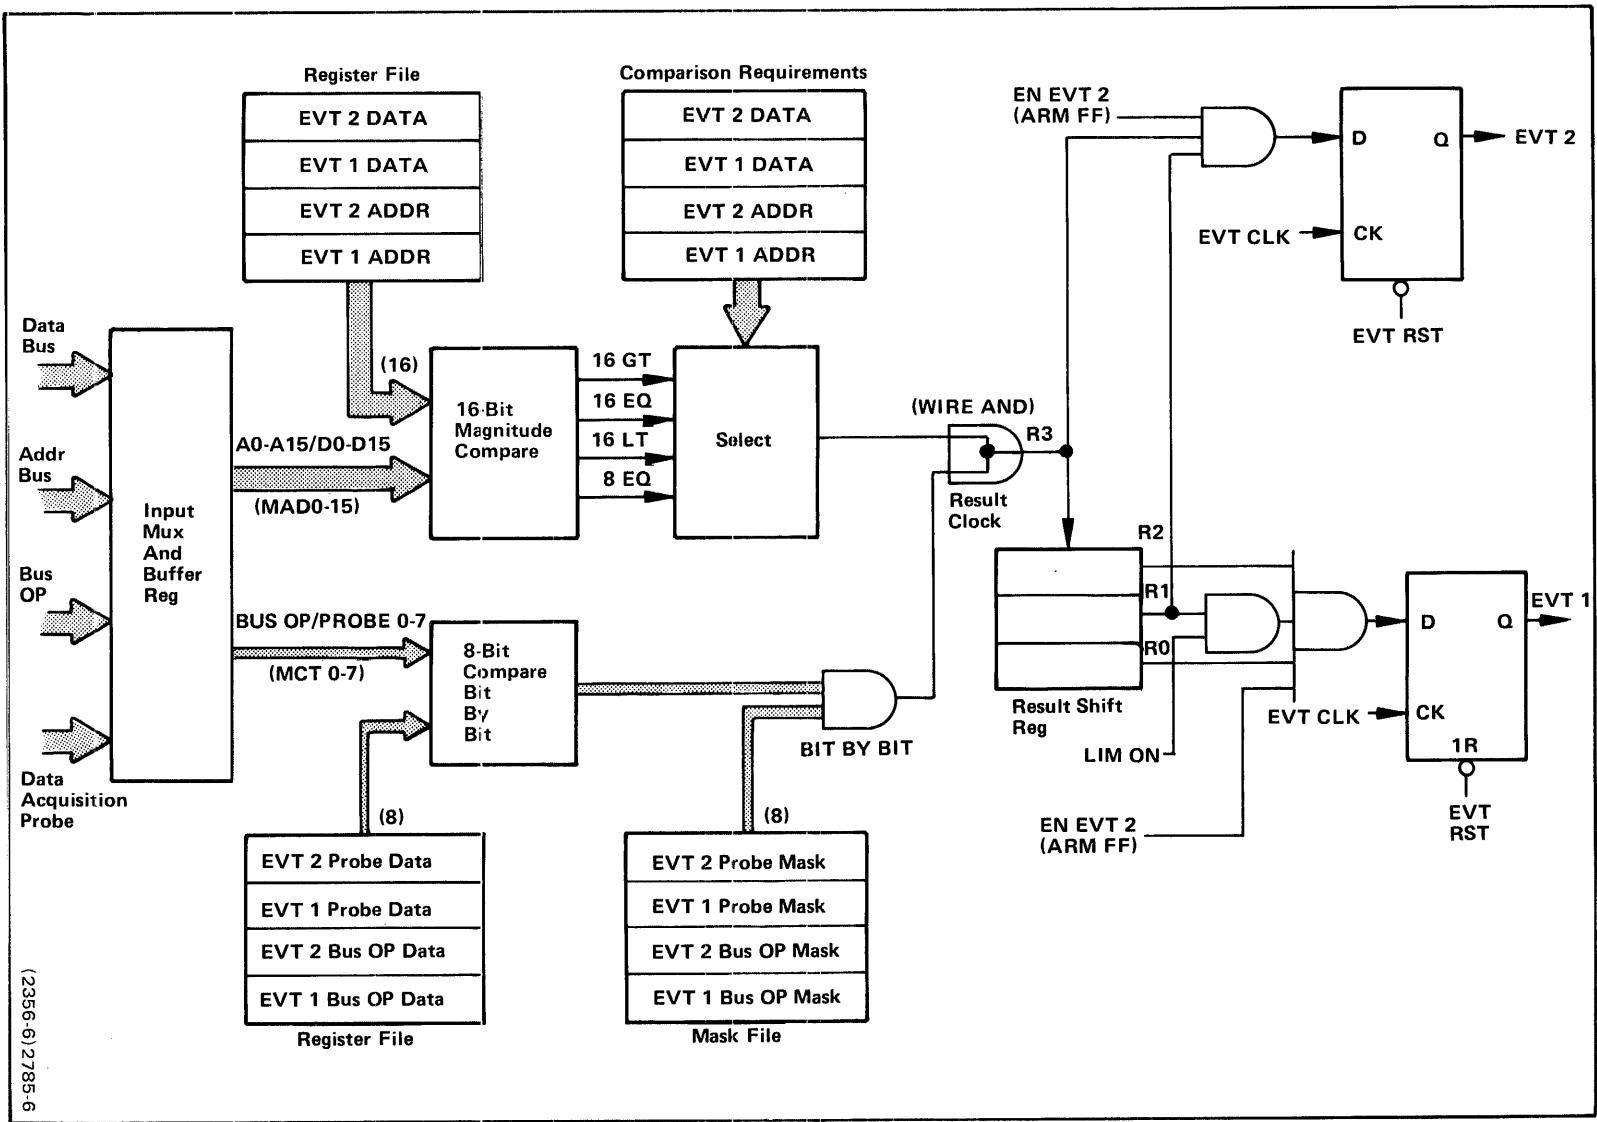 Register File
EVT 2 DATA
EVT 1 DATA
EVT 2 ADDR
EVT 1 ADDR
Comparison Requirements
EVT 2 DATA
EVT 1 DATA
EVT 2 ADDR
EVT 1 ADDR
EN EVT 2
(ARM FF)
D
Q
EVT 2
EVT CLK
CK
EVT RST
Data
Bus
Addr
Bus
Bus
OP
Data
Acquisition
Probe
Input
Mux
And
Buffer
Reg
(16)
A0-A15/D0-D15
(MAD0-15)
16-Bit
Magnitude
Compare
16 GT
16 EQ
16 LT
8 EQ
Select
(WIRE AND)
R3
Result
Clock
BUS OP/PROBE 0-7
(MCT 0-7)
8-Bit
Compare
Bit
By
Bit
BIT BY BIT
R2
R1
R0
Result Shift
Reg
LIM ON
EN EVT 2
(ARM FF)
D
Q
EVT 1
EVT CLK
CK
1R
EVT
RST
(8)
EVT 2 Probe Data
EVT 1 Probe Data
EVT 2 Bus OP Data
EVT 1 Bus OP Data
Register File
(8)
EVT 2 Probe Mask
EVT 1 Probe Mask
EVT 2 Bus OP Mask
EVT 1 Bus OP Mask
Mask File
(2356-6)2785-6